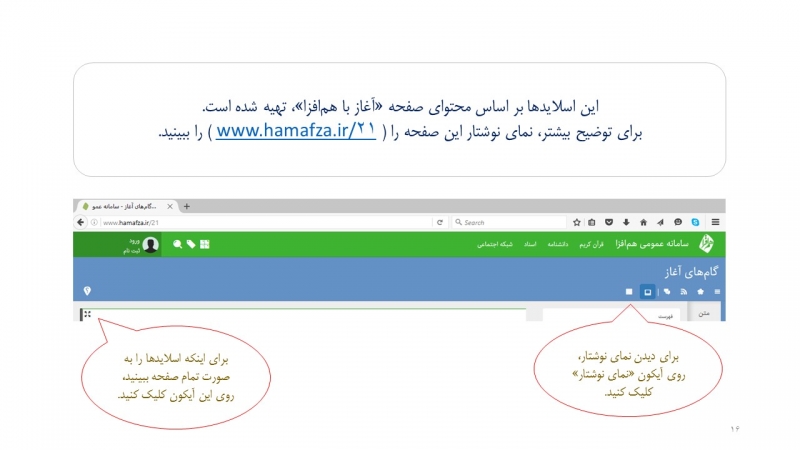 این اسلایدها بر اساس محتوای صفحه «آغاز با هم‌افزا»، تهیه شده است.
برای توضیح بیشتر، نمای نوشتار این صفحه را ( www.hamafza.ir/۲۱ ) را ببینید.
گام‌های آغاز - سامانه عمو...
www.hamafza.ir/21
Search
سامانه عمومی هم‌افزا قرآن کریم دانشنامه اسناد شبکه اجتماعی
ورود
ثبت نام
گام‌های آغاز
متن
فهرست
برای دیدن نمای نوشتار،
روی آیکون «نمای نوشتار»
کلیک کنید.
برای اینکه اسلایدها را به
صورت تمام صفحه ببینید،
روی این آیکون کلیک کنید.
۱۶